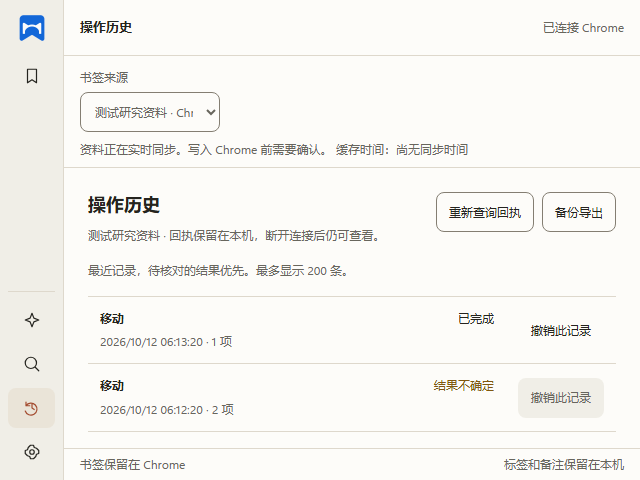 操作历史
已连接 Chrome
书签来源
测试研究资料 · Chr
资料正在实时同步。写入 Chrome 前需要确认。 缓存时间：尚无同步时间
操作历史
重新查询回执
备份导出
测试研究资料 · 回执保留在本机，断开连接后仍可查看。
最近记录，待核对的结果优先。最多显示 200 条。
移动
已完成
撤销此记录
2026/10/12 06:13:20 · 1 项
移动
结果不确定
撤销此记录
2026/10/12 06:12:20 · 2 项
书签保留在 Chrome
标签和备注保留在本机